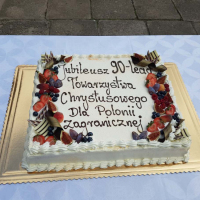 Jubileusz 90-lecia
Towarzystwa
Chrystusowego
Dla Polonii
Zagranicznej